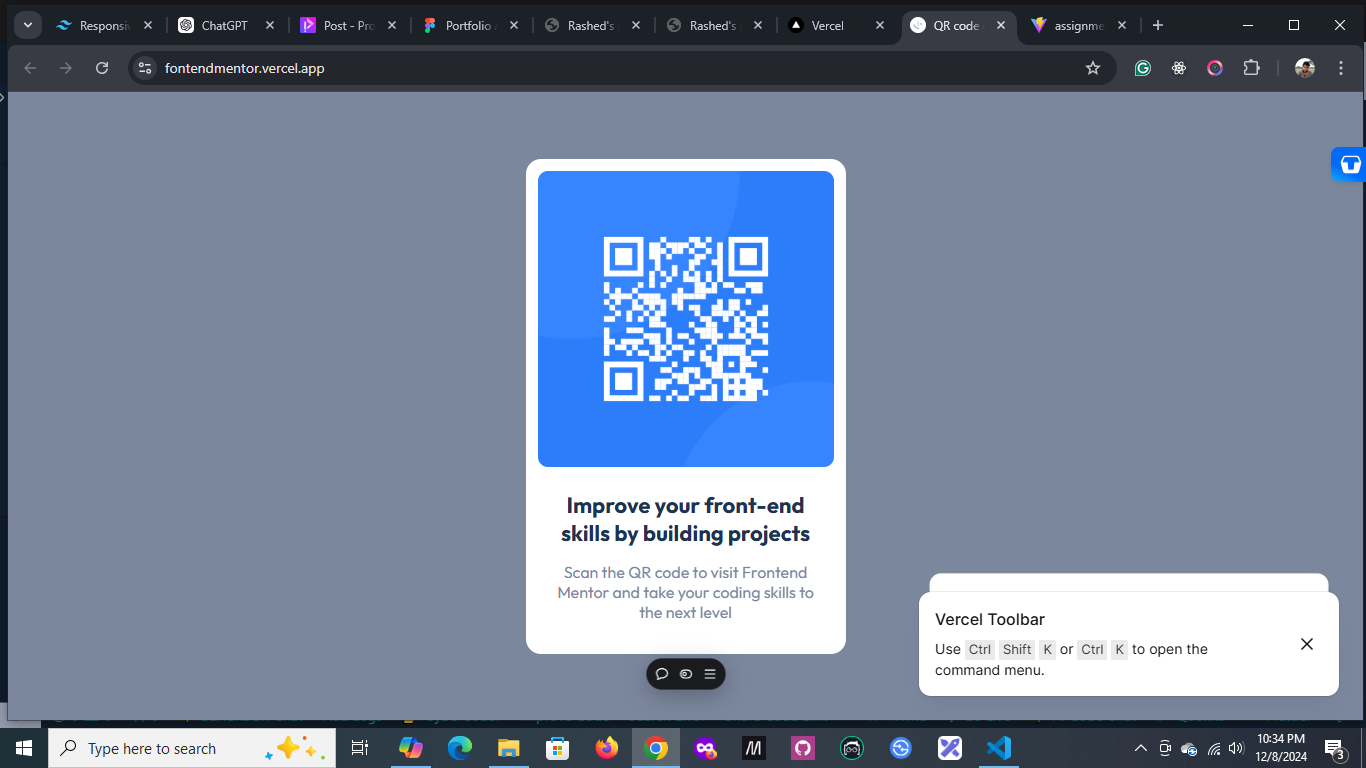 Responsiv
ChatGPT
Post - Pro
Portfolio
Rashed's
Rashed's
Vercel
QR code
assignme
fontendmentor.vercel.app
Improve your front-end
skills by building projects
Scan the QR code to visit Frontend
Mentor and take your coding skills to
the next level
Vercel Toolbar
Use Ctrl Shift K or Ctrl K to open the
command menu.
Type here to search
10:34 PM
12/8/2024
3